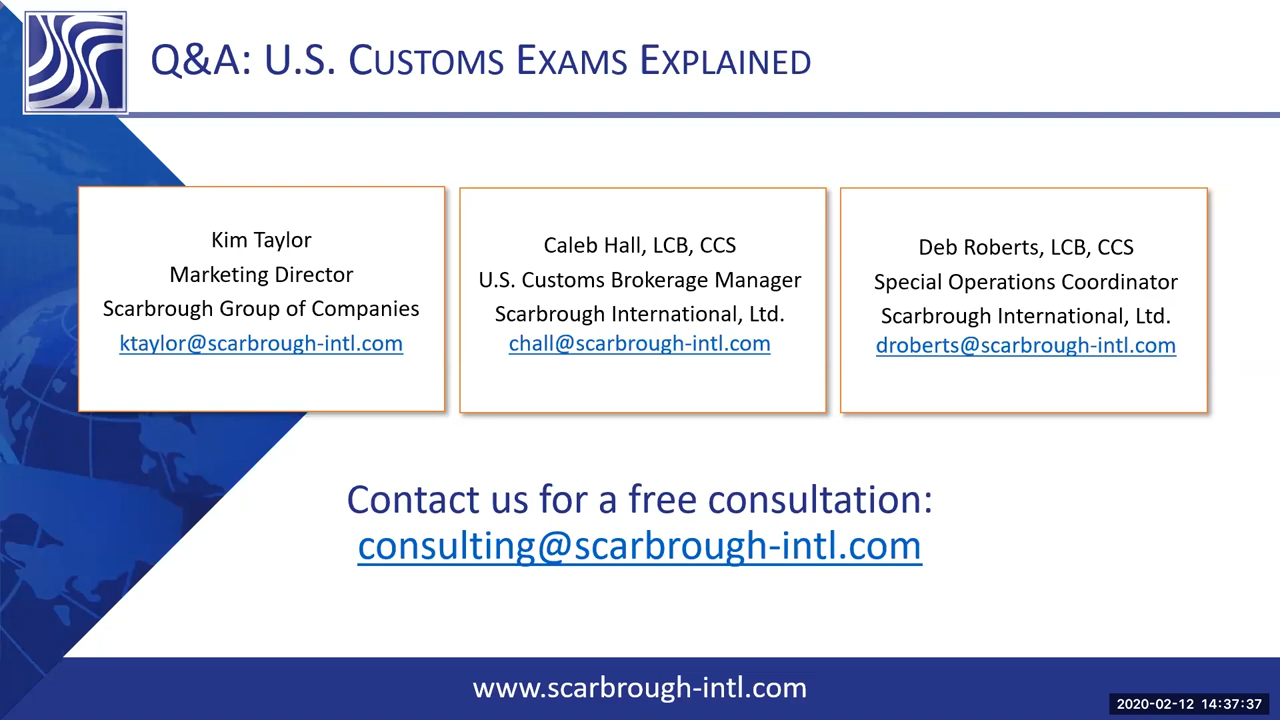 Q&A: U.S. CUSTOMS EXAMS EXPLAINED
Kim Taylor
Marketing Director
Scarbrough Group of Companies
ktaylor@scarbrough-intl.com
Caleb Hall, LCB, CCS
U.S. Customs Brokerage Manager
Scarbrough International, Ltd.
chall@scarbrough-intl.com
Deb Roberts, LCB, CCS
Special Operations Coordinator
Scarbrough International, Ltd.
droberts@scarbrough-intl.com
Contact us for a free consultation:
consulting@scarbrough-intl.com
www.scarbrough-intl.com
2020-02-12 14:37:37